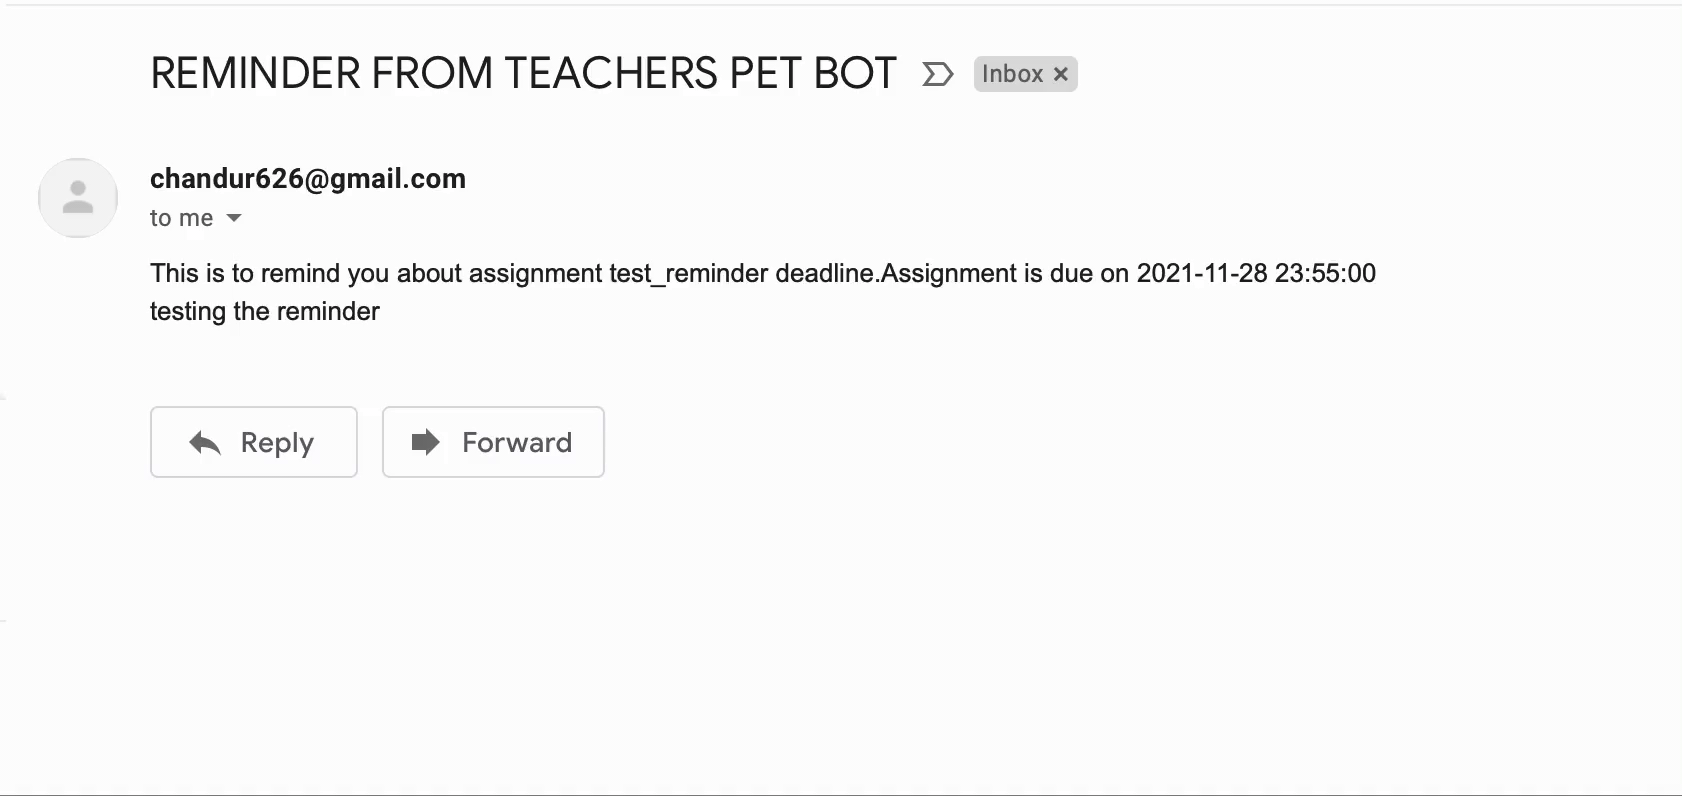 REMINDER FROM TEACHERS PET BOT Inbox ×
chandur626@gmail.com
to me
This is to remind you about assignment test_reminder deadline.Assignment is due on 2021-11-28 23:55:00
testing the reminder
Reply Forward